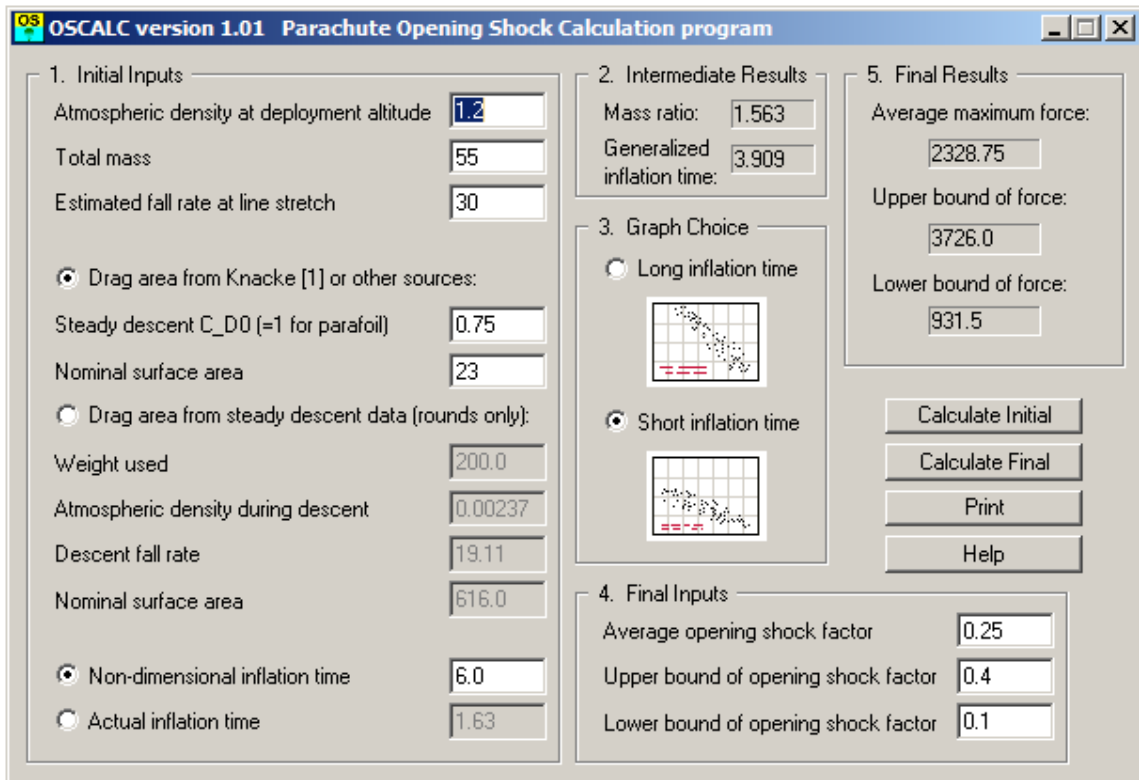 OS
OSCALC version 1.01 Parachute Opening Shock Calculation program
1. Initial Inputs
Atmospheric density at deployment altitude 1.2
Total mass 55
Estimated fall rate at line stretch 30
Drag area from Knacke [1] or other sources:
Steady descent C_D0 (=1 for parafoil) 0.75
Nominal surface area 23
Drag area from steady descent data (rounds only):
Weight used 200.0
Atmospheric density during descent 0.00237
Descent fall rate 19.11
Nominal surface area 616.0
Non-dimensional inflation time 6.0
Actual inflation time 1.63
2. Intermediate Results
Mass ratio: 1.563
Generalized
inflation time: 3.909
3. Graph Choice
Long inflation time
Short inflation time
4. Final Inputs
Average opening shock factor 0.25
Upper bound of opening shock factor 0.4
Lower bound of opening shock factor 0.1
5. Final Results
Average maximum force:
2328.75
Upper bound of force:
3726.0
Lower bound of force:
931.5
Calculate Initial
Calculate Final
Print
Help